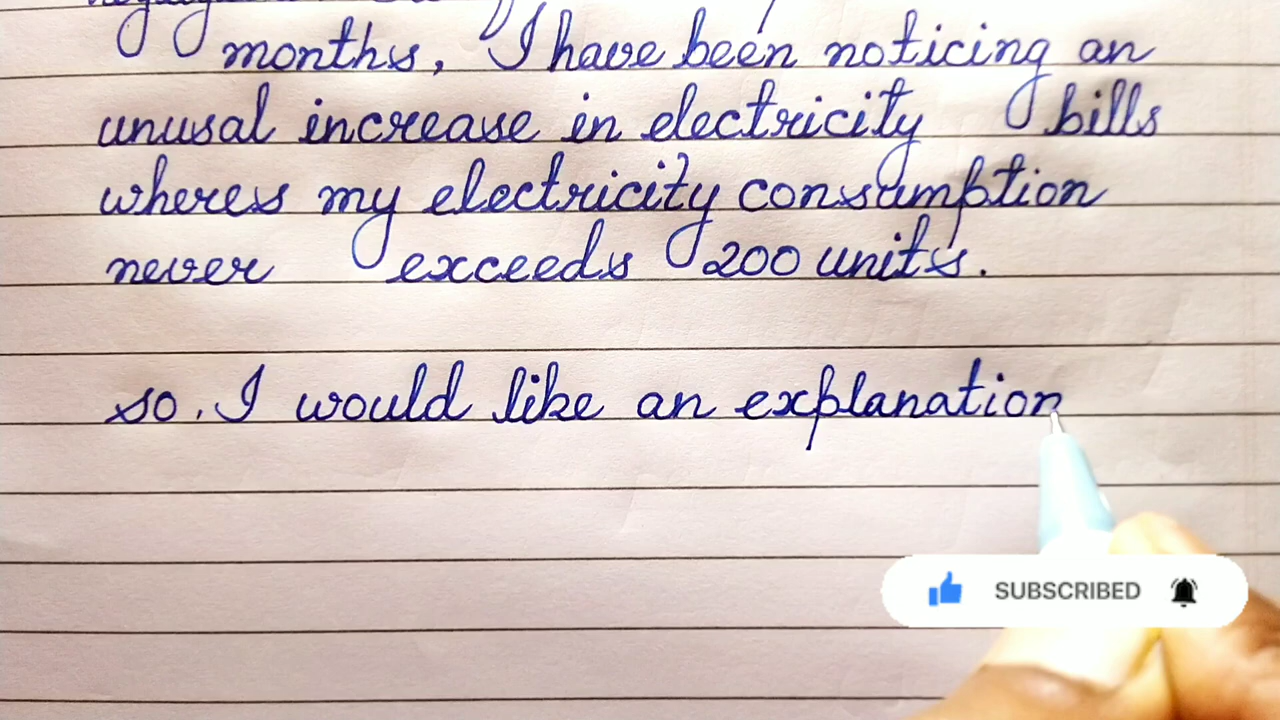 months, I have been noticing an
unusal increase in electricity bills
wheres my electricity consumption
never exceeds 200 units.
so. I would like an explanation
SUBSCRIBED